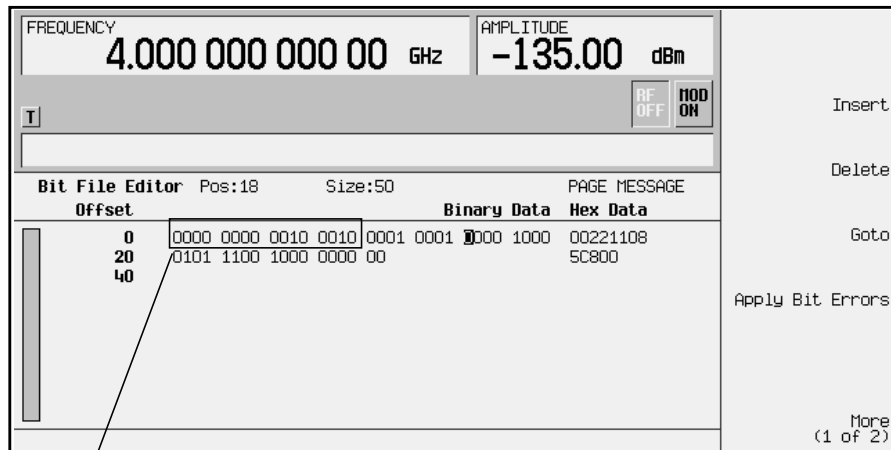 FREQUENCY
4.000 000 000 00 GHz
AMPLITUDE
-135.00 dBm
RF OFF
MOD ON
T
Insert
Delete
Goto
Apply Bit Errors
More
(1 of 2)
Bit File Editor Pos:18 Size:50 PAGE MESSAGE
Offset Binary Data Hex Data
0 0000 0000 0010 0010 0001 0001 0000 1000 00221108
20 0101 1100 1000 0000 00 5C800
40